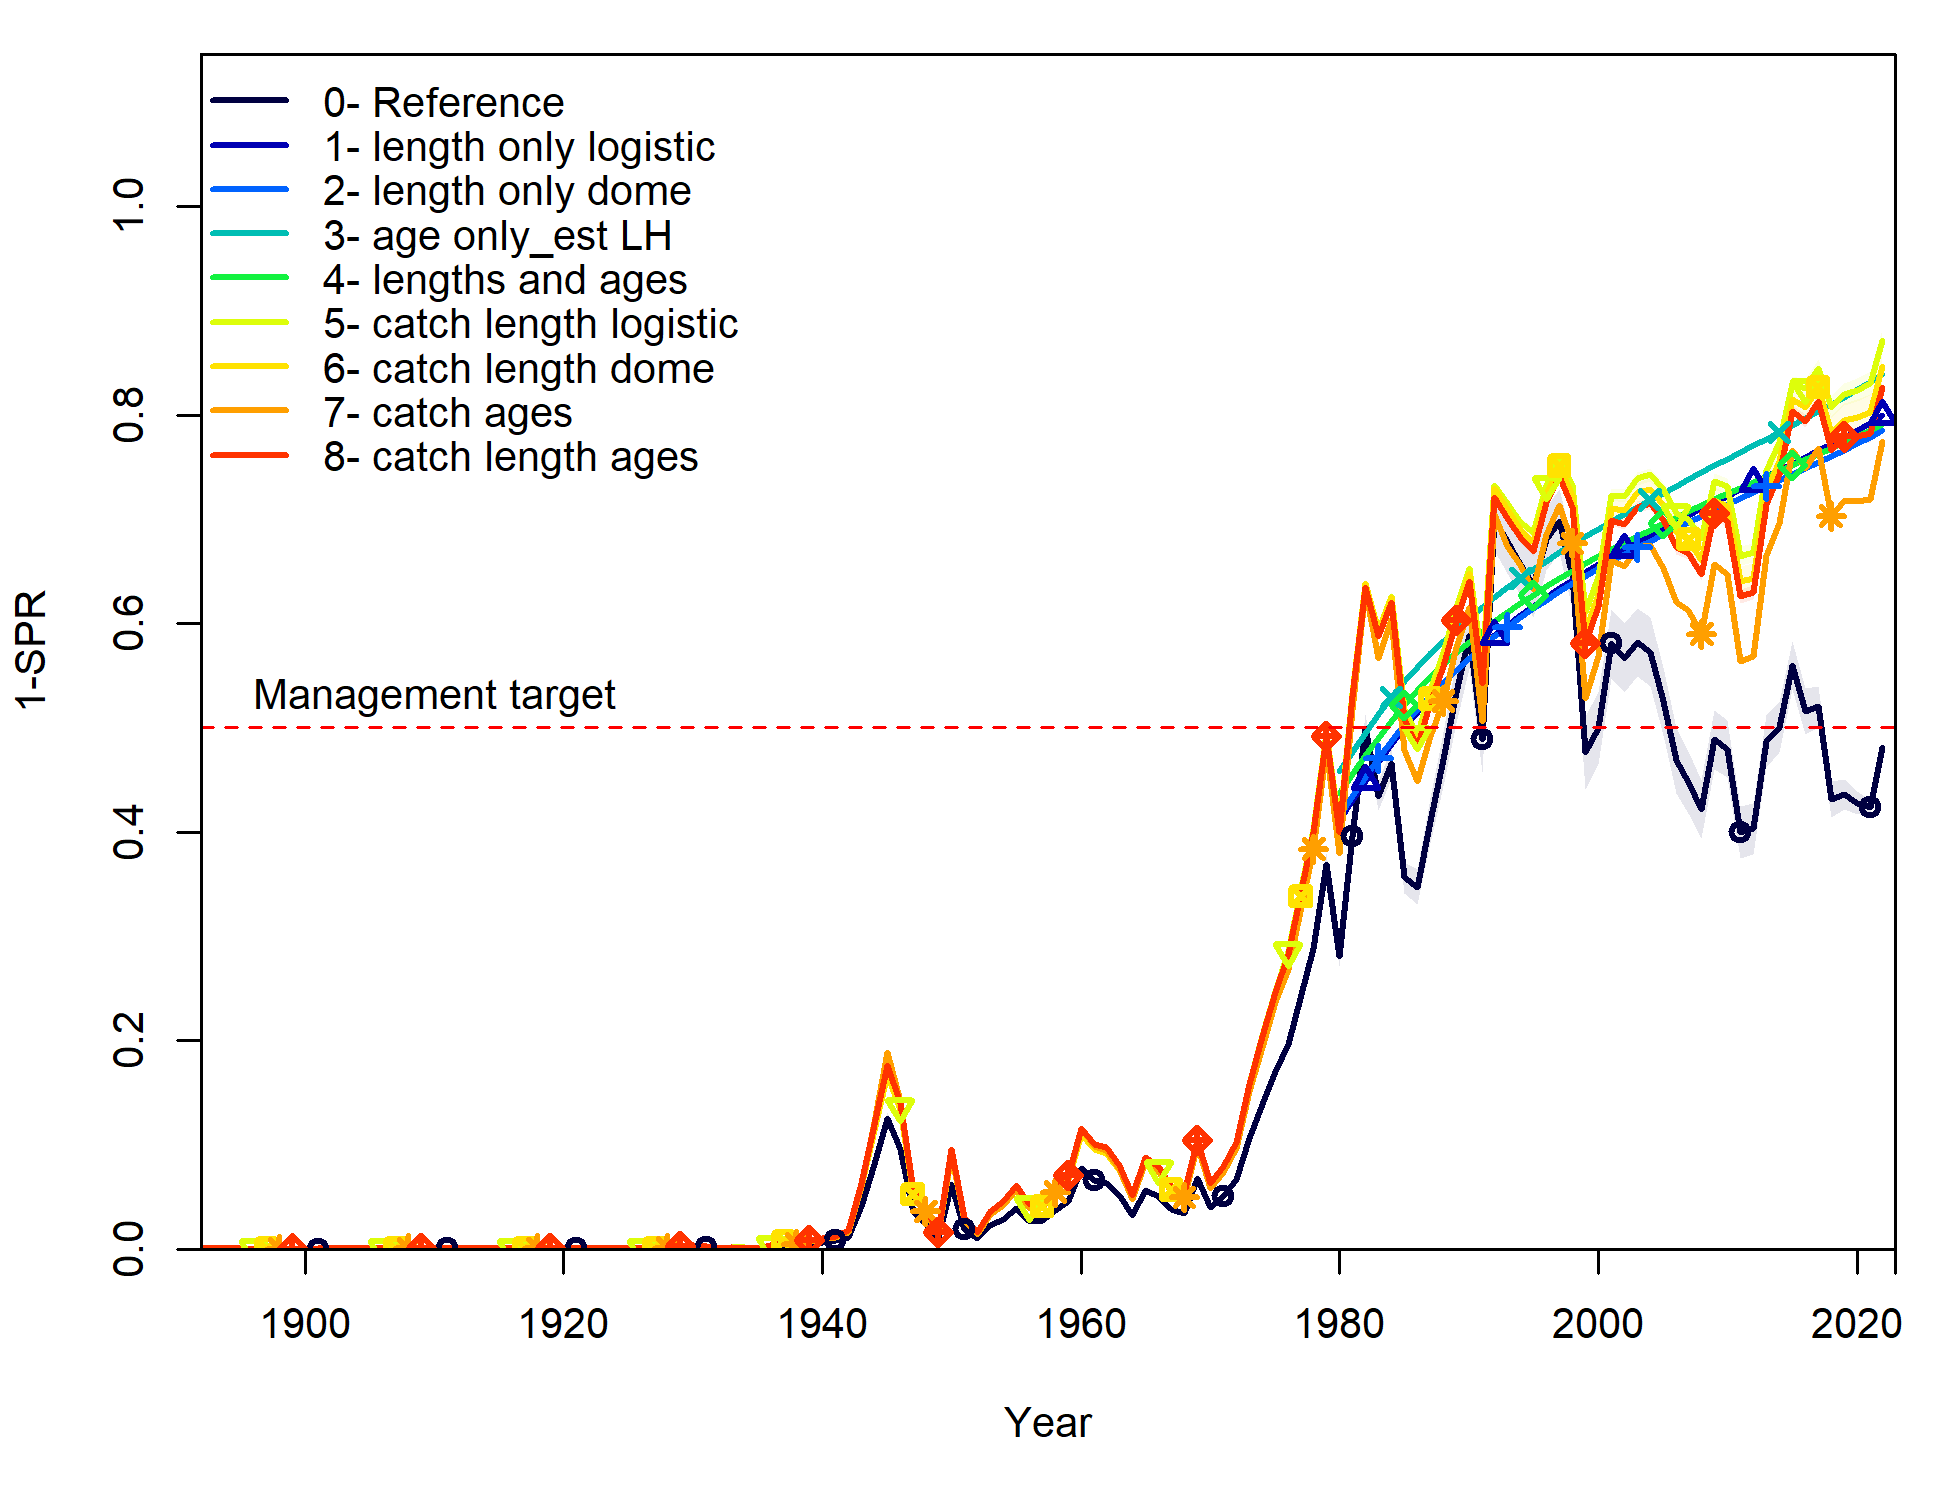 0- Reference
1- length only logistic
2- length only dome
3- age only_est LH
4- lengths and ages
5- catch length logistic
6- catch length dome
7- catch ages
8- catch length ages
Management target
1-SPR
1.0
0.8
0.6
0.4
0.2
0.0
1900 1920 1940 1960 1980 2000 2020
Year